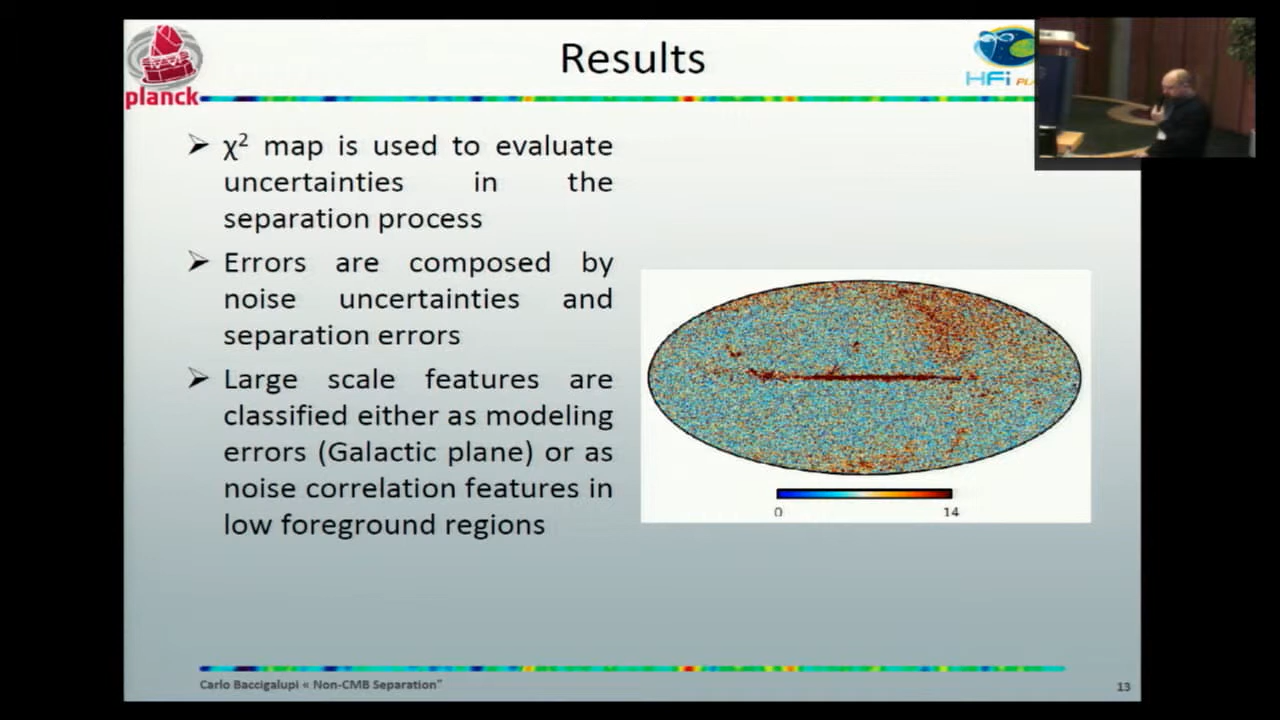 Results
planck
HFi PL
➢ χ² map is used to evaluate
uncertainties in the
separation process
➢ Errors are composed by
noise uncertainties and
separation errors
➢ Large scale features are
classified either as modeling
errors (Galactic plane) or as
noise correlation features in
low foreground regions
0 14
Carlo Baccigalupi « Non-CMB Separation"
13